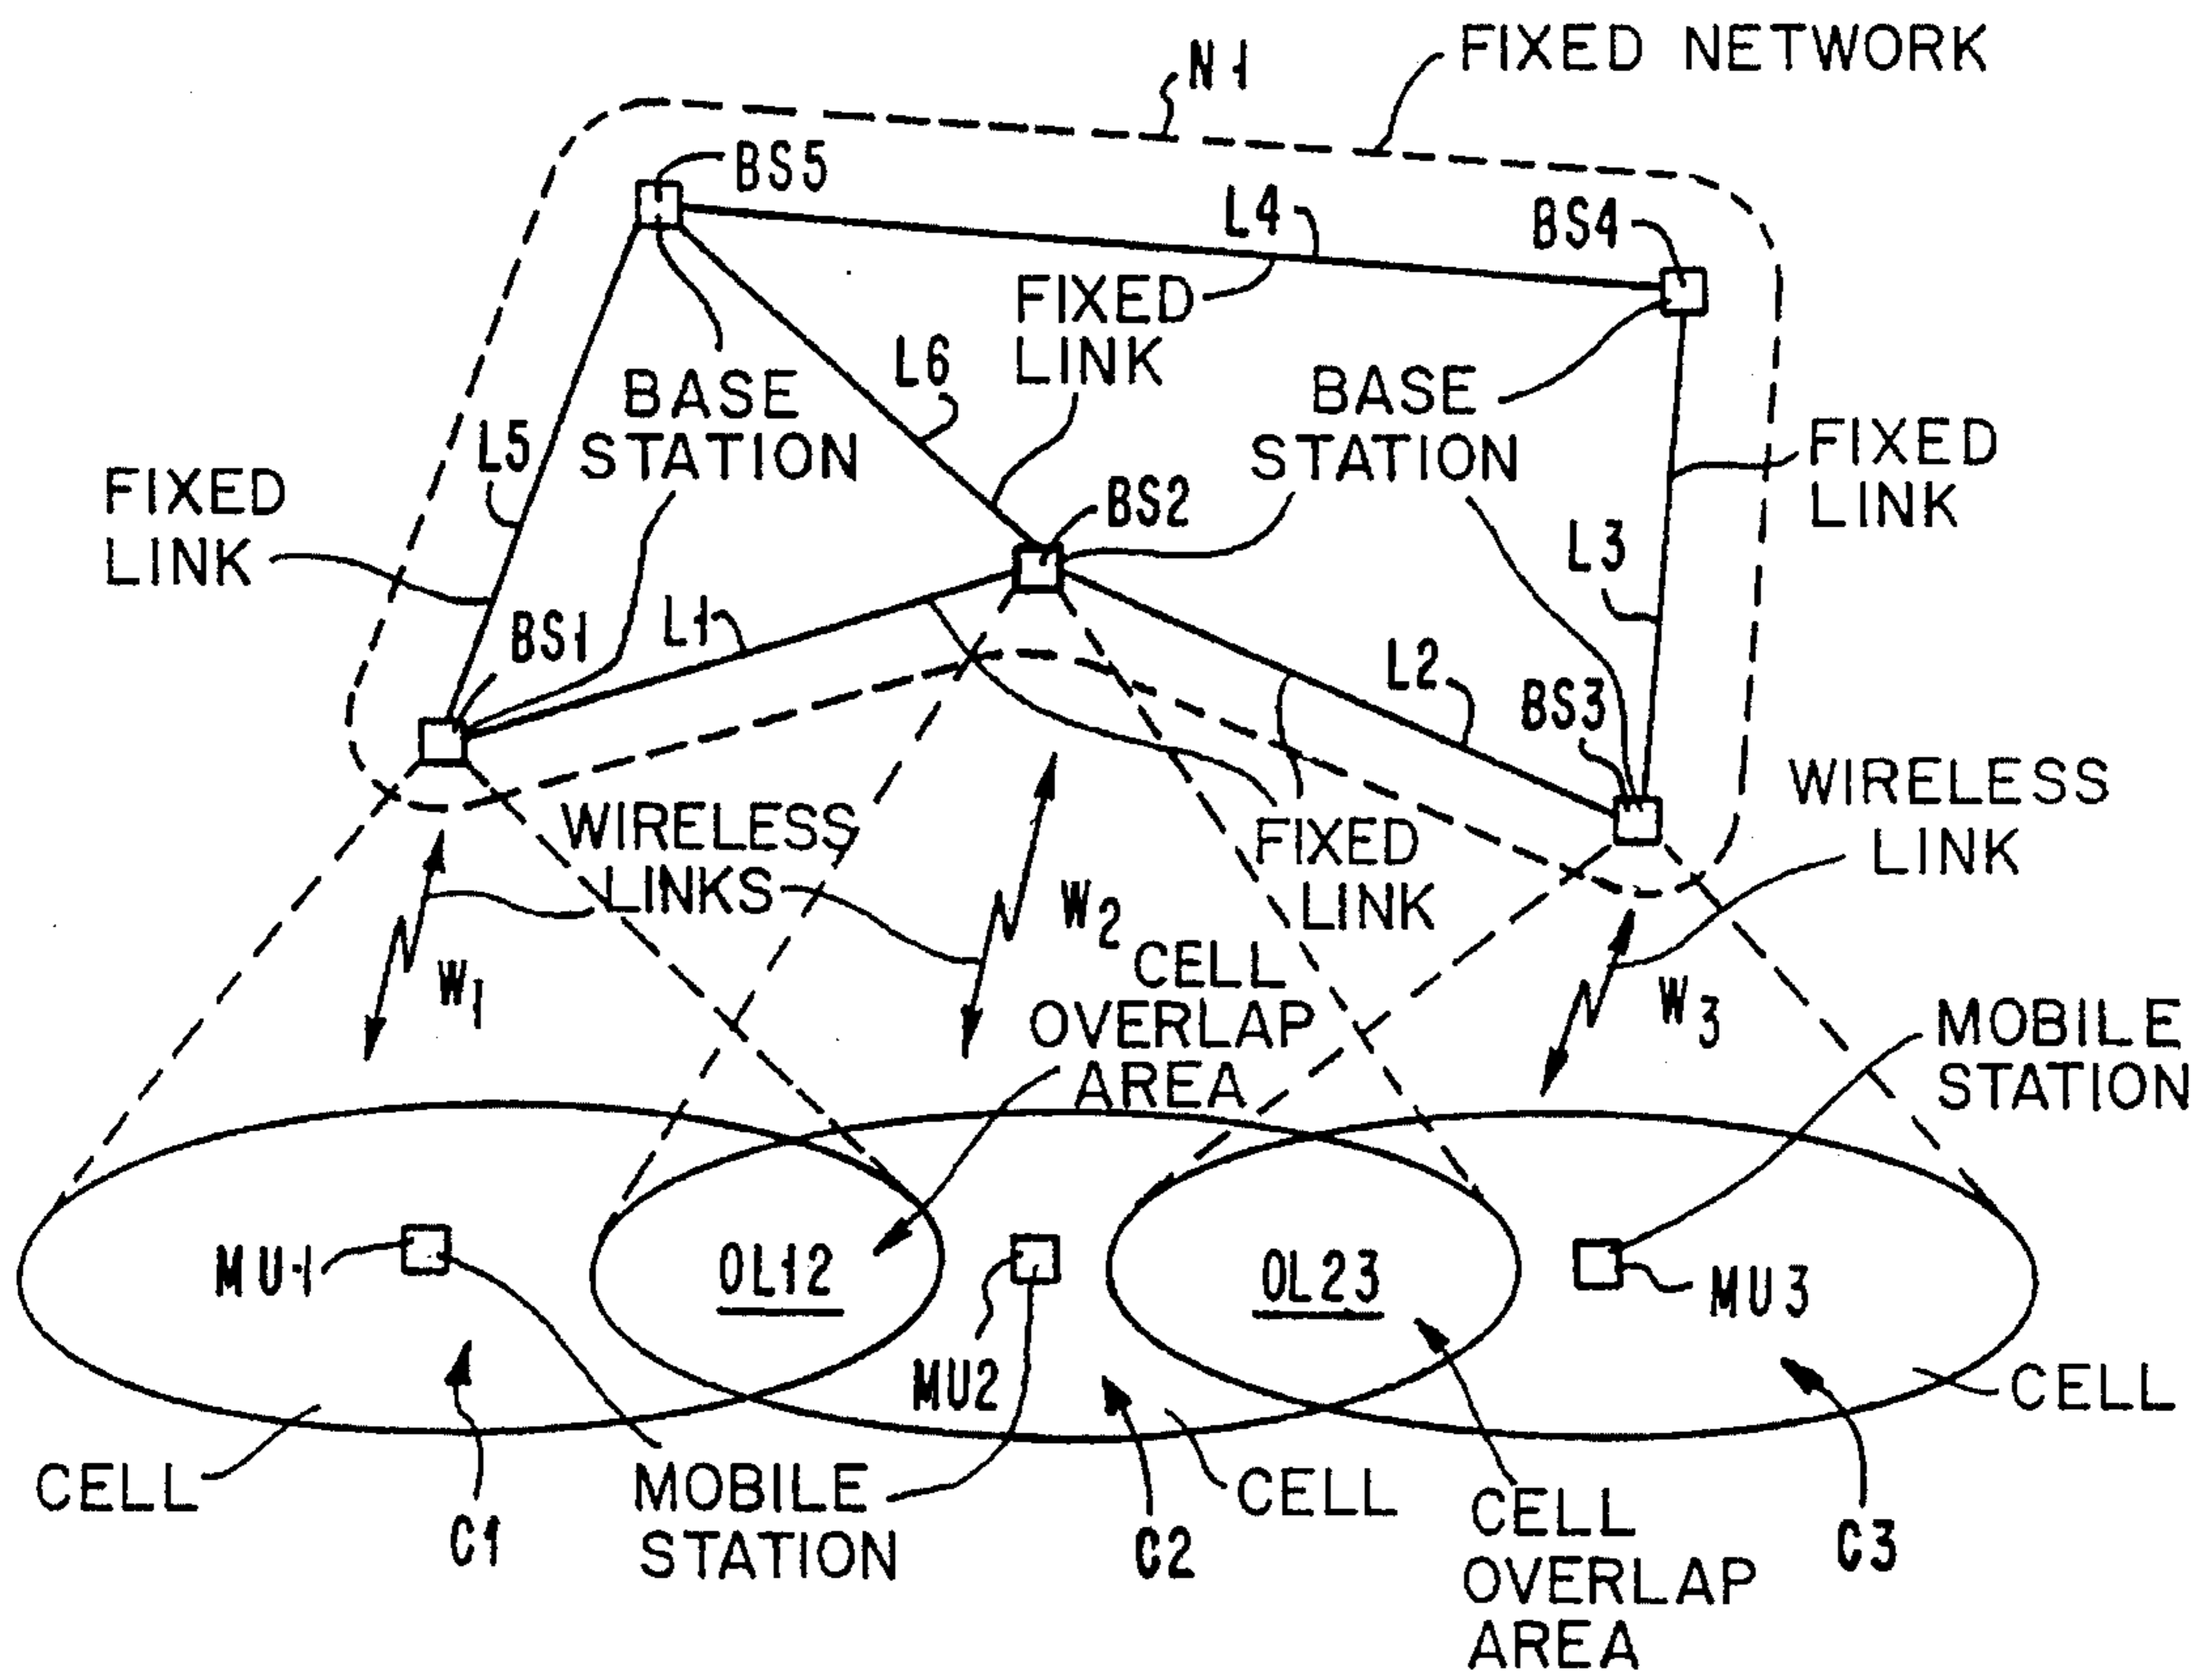 N1
FIXED NETWORK
BS5
L4
BS4
FIXED
LINK
L6
BASE
STATION
BASE
STATION
L5
FIXED
LINK
FIXED
LINK
BS2
L3
BS1
L1
L2
BS3
WIRELESS
LINK
WIRELESS
LINKS
FIXED
LINK
W1
W2
CELL
OVERLAP
AREA
W3
MOBILE
STATION
MU1
OL12
OL23
MU3
MU2
CELL
CELL
MOBILE
STATION
CELL
C1
C2
CELL
OVERLAP
AREA
C3